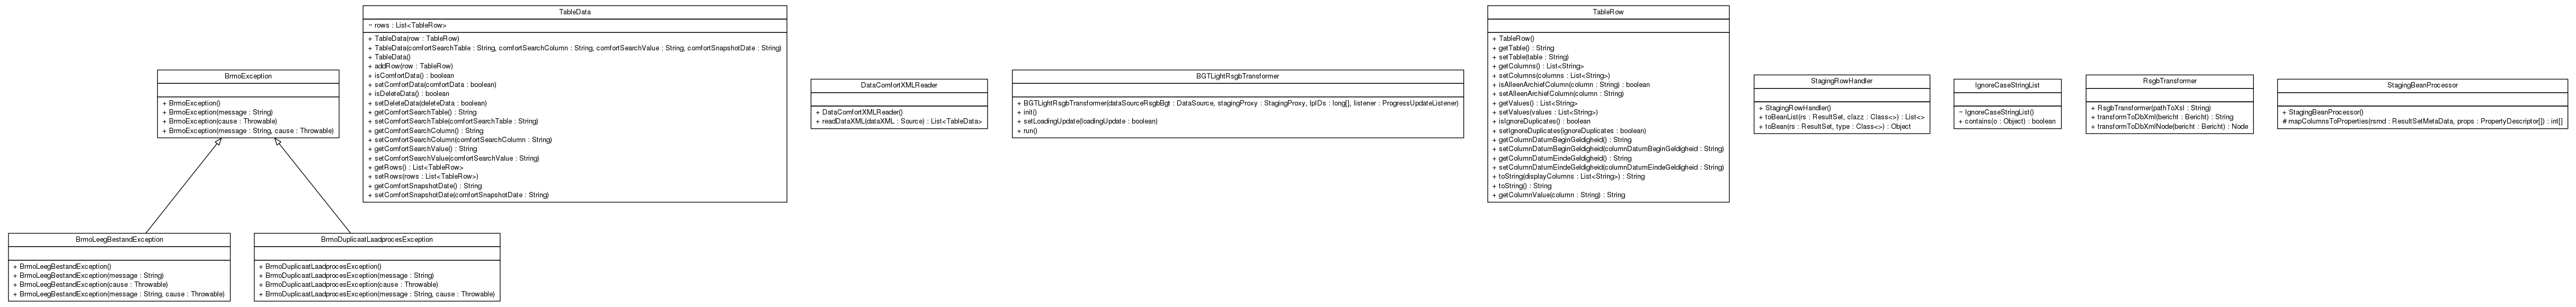 BrmoException
+ BrmoException()
+ BrmoException(message : String)
+ BrmoException(cause : Throwable)
+ BrmoException(message : String, cause : Throwable)
BrmoLeegBestandException
+ BrmoLeegBestandException()
+ BrmoLeegBestandException(message : String)
+ BrmoLeegBestandException(cause : Throwable)
+ BrmoLeegBestandException(message : String, cause : Throwable)
BrmoDuplicaatLaadprocesException
+ BrmoDuplicaatLaadprocesException()
+ BrmoDuplicaatLaadprocesException(message : String)
+ BrmoDuplicaatLaadprocesException(cause : Throwable)
+ BrmoDuplicaatLaadprocesException(message : String, cause : Throwable)
TableData
~ rows : List<TableRow>
+ TableData(row : TableRow)
+ TableData(comfortSearchTable : String, comfortSearchColumn : String, comfortSearchValue : String, comfortSnapshotDate : String)
+ TableData()
+ addRow(row : TableRow)
+ isComfortData() : boolean
+ setComfortData(comfortData : boolean)
+ isDeleteData() : boolean
+ setDeleteData(deleteData : boolean)
+ getComfortSearchTable() : String
+ setComfortSearchTable(comfortSearchTable : String)
+ getComfortSearchColumn() : String
+ setComfortSearchColumn(comfortSearchColumn : String)
+ getComfortSearchValue() : String
+ setComfortSearchValue(comfortSearchValue : String)
+ getRows() : List<TableRow>
+ setRows(rows : List<TableRow>)
+ getComfortSnapshotDate() : String
+ setComfortSnapshotDate(comfortSnapshotDate : String)
DataComfortXMLReader
+ DataComfortXMLReader()
+ readDataXML(dataXML : Source) : List<TableData>
BGTLightRsgbTransformer
+ BGTLightRsgbTransformer(dataSourceRsgbBgt : DataSource, stagingProxy : StagingProxy, lpIDs : long[], listener : ProgressUpdateListener)
+ init()
+ setLoadingUpdate(loadingUpdate : boolean)
+ run()
TableRow
+ TableRow()
+ getTable() : String
+ setTable(table : String)
+ getColumns() : List<String>
+ setColumns(columns : List<String>)
+ isAlleenArchiefColumn(column : String) : boolean
+ setAlleenArchiefColumn(column : String)
+ getValues() : List<String>
+ setValues(values : List<String>)
+ isIgnoreDuplicates() : boolean
+ setIgnoreDuplicates(ignoreDuplicates : boolean)
+ getColumnDatumBeginGeldigheid() : String
+ setColumnDatumBeginGeldigheid(columnDatumBeginGeldigheid : String)
+ getColumnDatumEindeGeldigheid() : String
+ setColumnDatumEindeGeldigheid(columnDatumEindeGeldigheid : String)
+ toString(displayColumns : List<String>) : String
+ toString() : String
+ getColumnValue(column : String) : String
StagingRowHandler
+ StagingRowHandler()
+ toBeanList(rs : ResultSet, clazz : Class<>) : List<>
+ toBean(rs : ResultSet, type : Class<>) : Object
IgnoreCaseStringList
~ IgnoreCaseStringList()
+ contains(o : Object) : boolean
RsgbTransformer
+ RsgbTransformer(pathToXsl : String)
+ transformToDbXml(bericht : Bericht) : String
+ transformToDbXmlNode(bericht : Bericht) : Node
StagingBeanProcessor
+ StagingBeanProcessor()
# mapColumnsToProperties(rsmd : ResultSetMetaData, props : PropertyDescriptor[]) : int[]